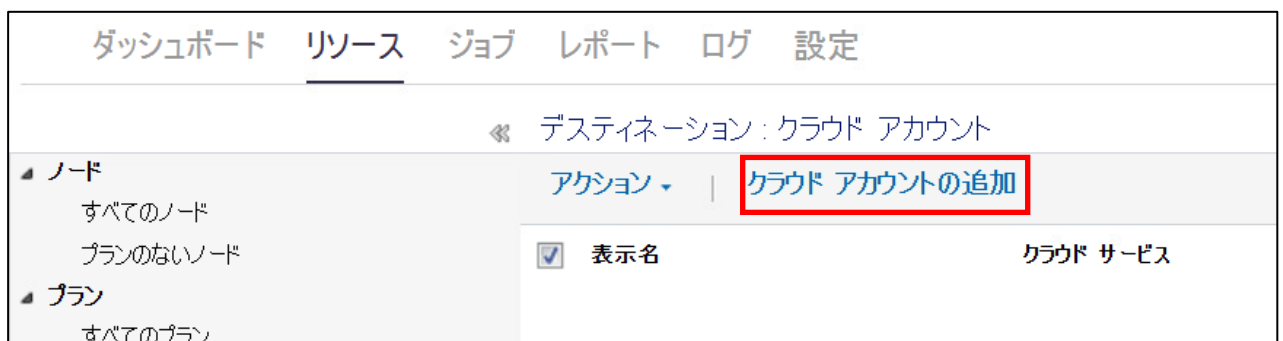 ダッシュボード リソース ジョブ レポート ログ 設定
デスティネーション : クラウド アカウント
ノード
すべてのノード
プランのないノード
プラン
すべてのプラン
アクション | クラウド アカウントの追加
表示名 クラウド サービス